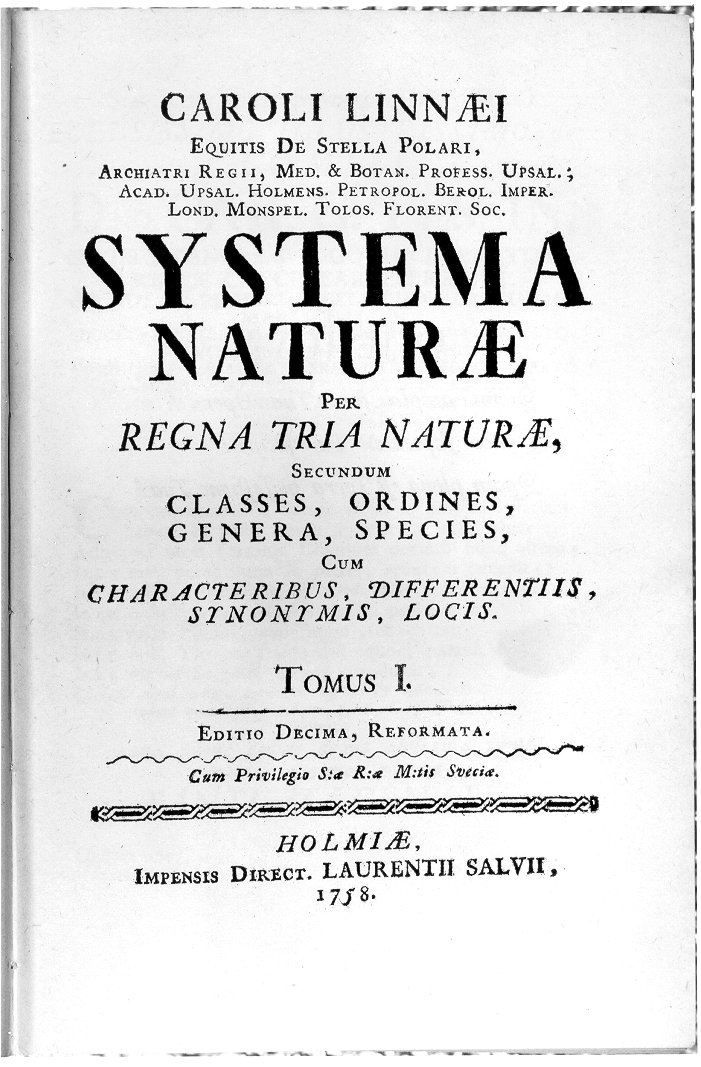 CAROLI LINNÆI
EQUITIS DE STELLA POLARI,
ARCHIATRI REGII, MED. & BOTAN. PROFESS. UPSAL.;
ACAD. UPSAL. HOLMENS. PETROPOL. BEROL. IMPER.
LOND. MONSPEL. TOLOS. FLORENT. SOC.
SYSTEMA
NATURÆ
PER
REGNA TRIA NATURÆ,
SECUNDUM
CLASSES, ORDINES,
GENERA, SPECIES,
CUM
CHARACTERIBUS, DIFFERENTIIS,
SYNONYMIS, LOCIS.
TOMUS I.
EDITIO DECIMA, REFORMATA.
Cum Privilegio S:æ R:æ M:tis Sveciæ.
HOLMIÆ,
IMPENSIS DIRECT. LAURENTII SALVII,
1758.